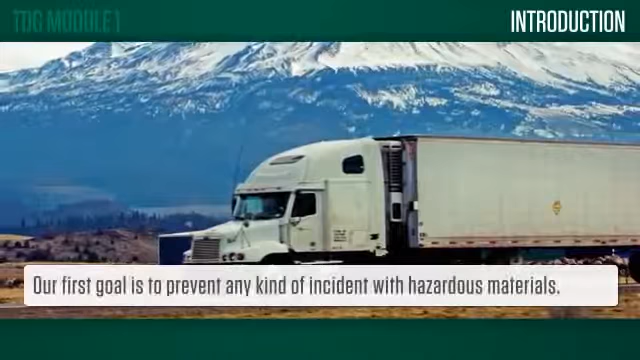 TDG MODULE 1
INTRODUCTION
Our first goal is to prevent any kind of incident with hazardous materials.